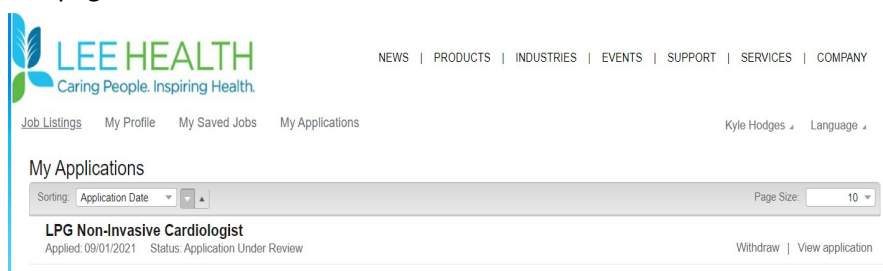 LEE HEALTH
Caring People. Inspiring Health.
NEWS | PRODUCTS | INDUSTRIES | EVENTS | SUPPORT | SERVICES | COMPANY
Job Listings My Profile My Saved Jobs My Applications
Kyle Hodges Language
My Applications
Sorting: Application Date Page Size: 10
LPG Non-Invasive Cardiologist
Applied: 09/01/2021 Status: Application Under Review
Withdraw | View application